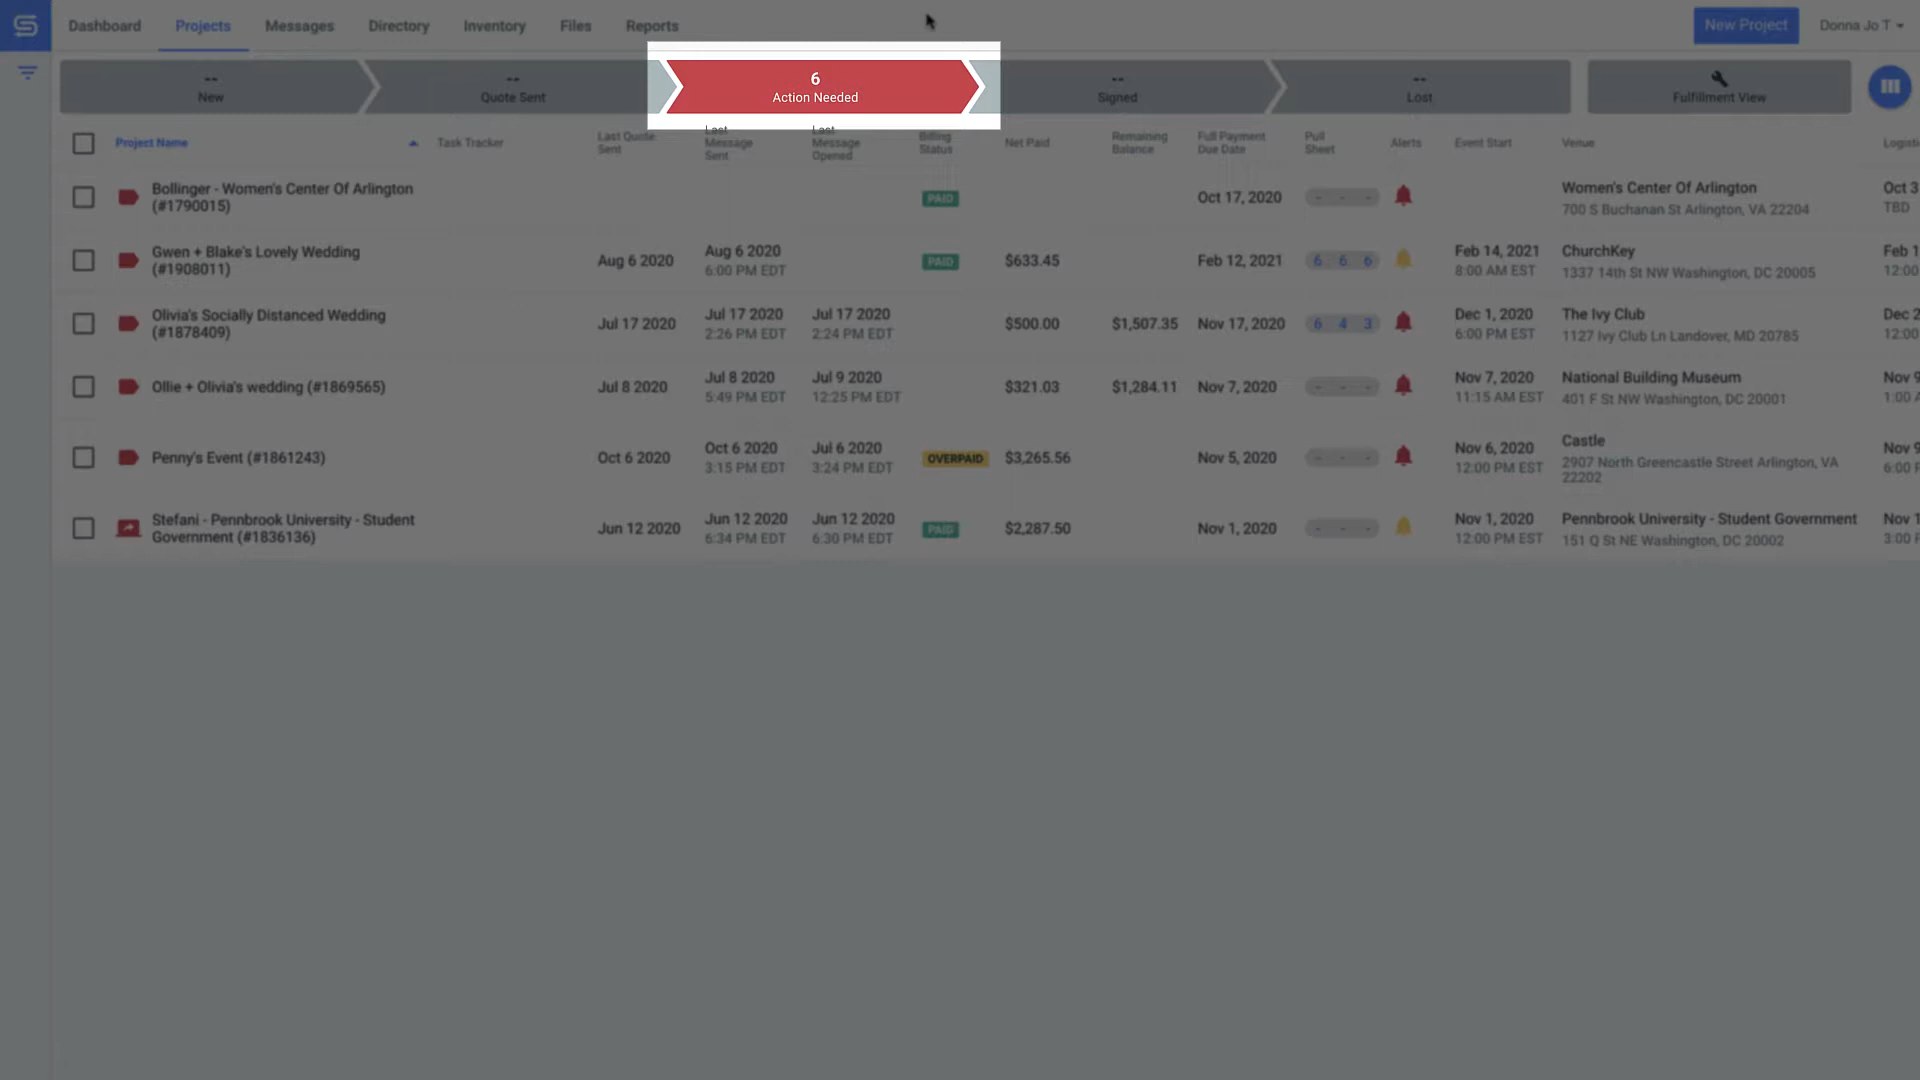 Dashboard Projects Messages Directory Inventory Files Reports New Project Donna Jo T
-- -- 6 -- --
New Quote Sent Action Needed Signed Lost Fulfillment View
Project Name Task Tracker Last Quote Sent Last Message Sent Last Message Opened Billing Status Net Paid Remaining Balance Full Payment Due Date Pull Sheet Alerts Event Start Venue Logisti
Bollinger - Women's Center Of Arlington PAID Oct 17, 2020 - - - Women's Center Of Arlington Oct 3
(#1790015) 700 S Buchanan St Arlington, VA 22204 TBD
Gwen + Blake's Lovely Wedding Aug 6 2020 Aug 6 2020 PAID $633.45 Feb 12, 2021 6 6 6 Feb 14, 2021 ChurchKey Feb 1
(#1908011) 6:00 PM EDT 8:00 AM EST 1337 14th St NW Washington, DC 20005 12:00
Olivia's Socially Distanced Wedding Jul 17 2020 Jul 17 2020 Jul 17 2020 $500.00 $1,507.35 Nov 17, 2020 6 4 3 Dec 1, 2020 The Ivy Club Dec 2
(#1878409) 2:26 PM EDT 2:24 PM EDT 6:00 PM EST 1127 Ivy Club Ln Landover, MD 20785 12:00
Ollie + Olivia's wedding (#1869565) Jul 8 2020 Jul 8 2020 Jul 9 2020 $321.03 $1,284.11 Nov 7, 2020 - - - Nov 7, 2020 National Building Museum Nov 9
5:49 PM EDT 12:25 PM EDT 11:15 AM EST 401 F St NW Washington, DC 20001 1:00 A
Penny's Event (#1861243) Oct 6 2020 Oct 6 2020 Jul 6 2020 OVERPAID $3,265.56 Nov 5, 2020 - - - Nov 6, 2020 Castle Nov 9
3:15 PM EDT 3:24 PM EDT 12:00 PM EST 2907 North Greencastle Street Arlington, VA 6:00 P
22202
Stefani - Pennbrook University - Student Jun 12 2020 Jun 12 2020 Jun 12 2020 PAID $2,287.50 Nov 1, 2020 - - - Nov 1, 2020 Pennbrook University - Student Government Nov 1
Government (#1836136) 6:34 PM EDT 6:30 PM EDT 12:00 PM EST 151 Q St NE Washington, DC 20002 3:00 P